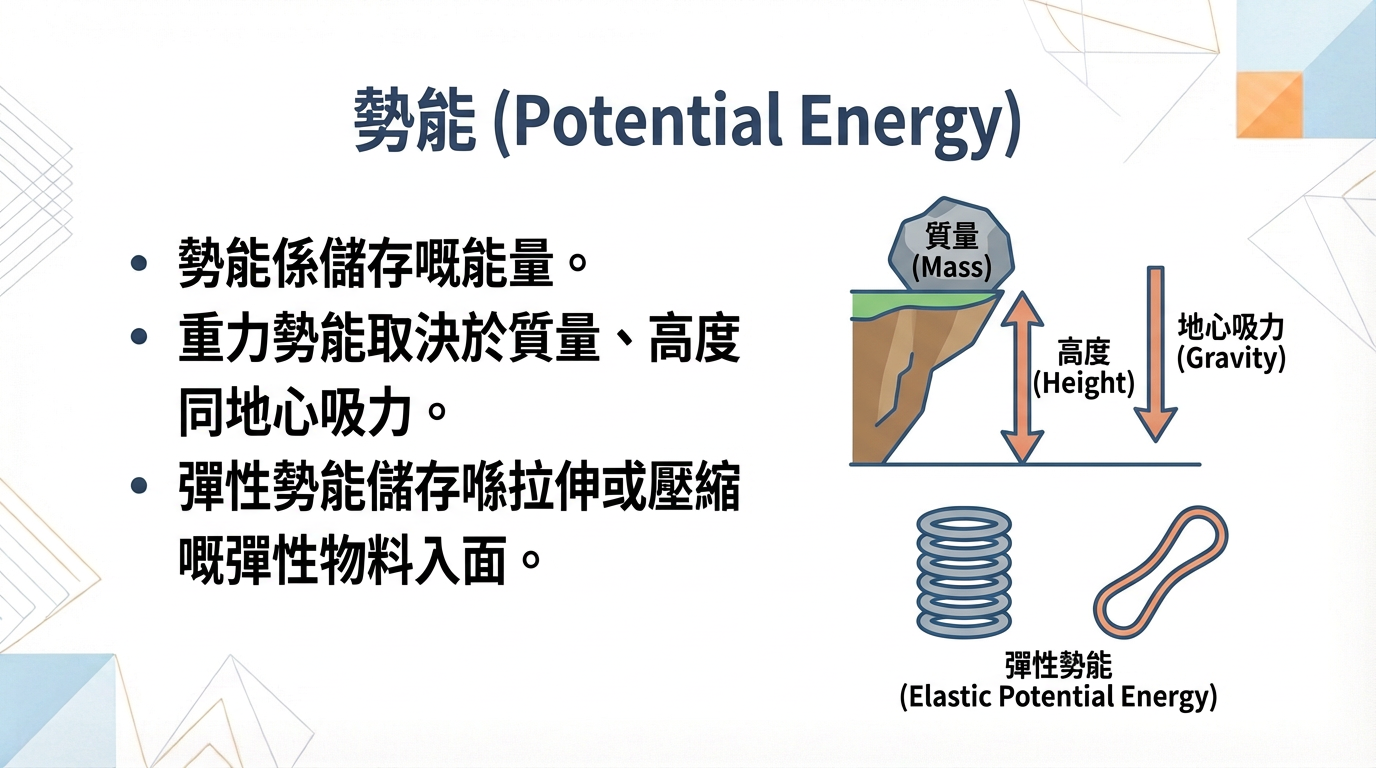 勢能 (Potential Energy)
• 勢能係儲存嘅能量。
• 重力勢能取決於質量、高度
同地心吸力。
• 彈性勢能儲存喺拉伸或壓縮
嘅彈性物料入面。
質量
(Mass)
高度
(Height)
地心吸力
(Gravity)
彈性勢能
(Elastic Potential Energy)